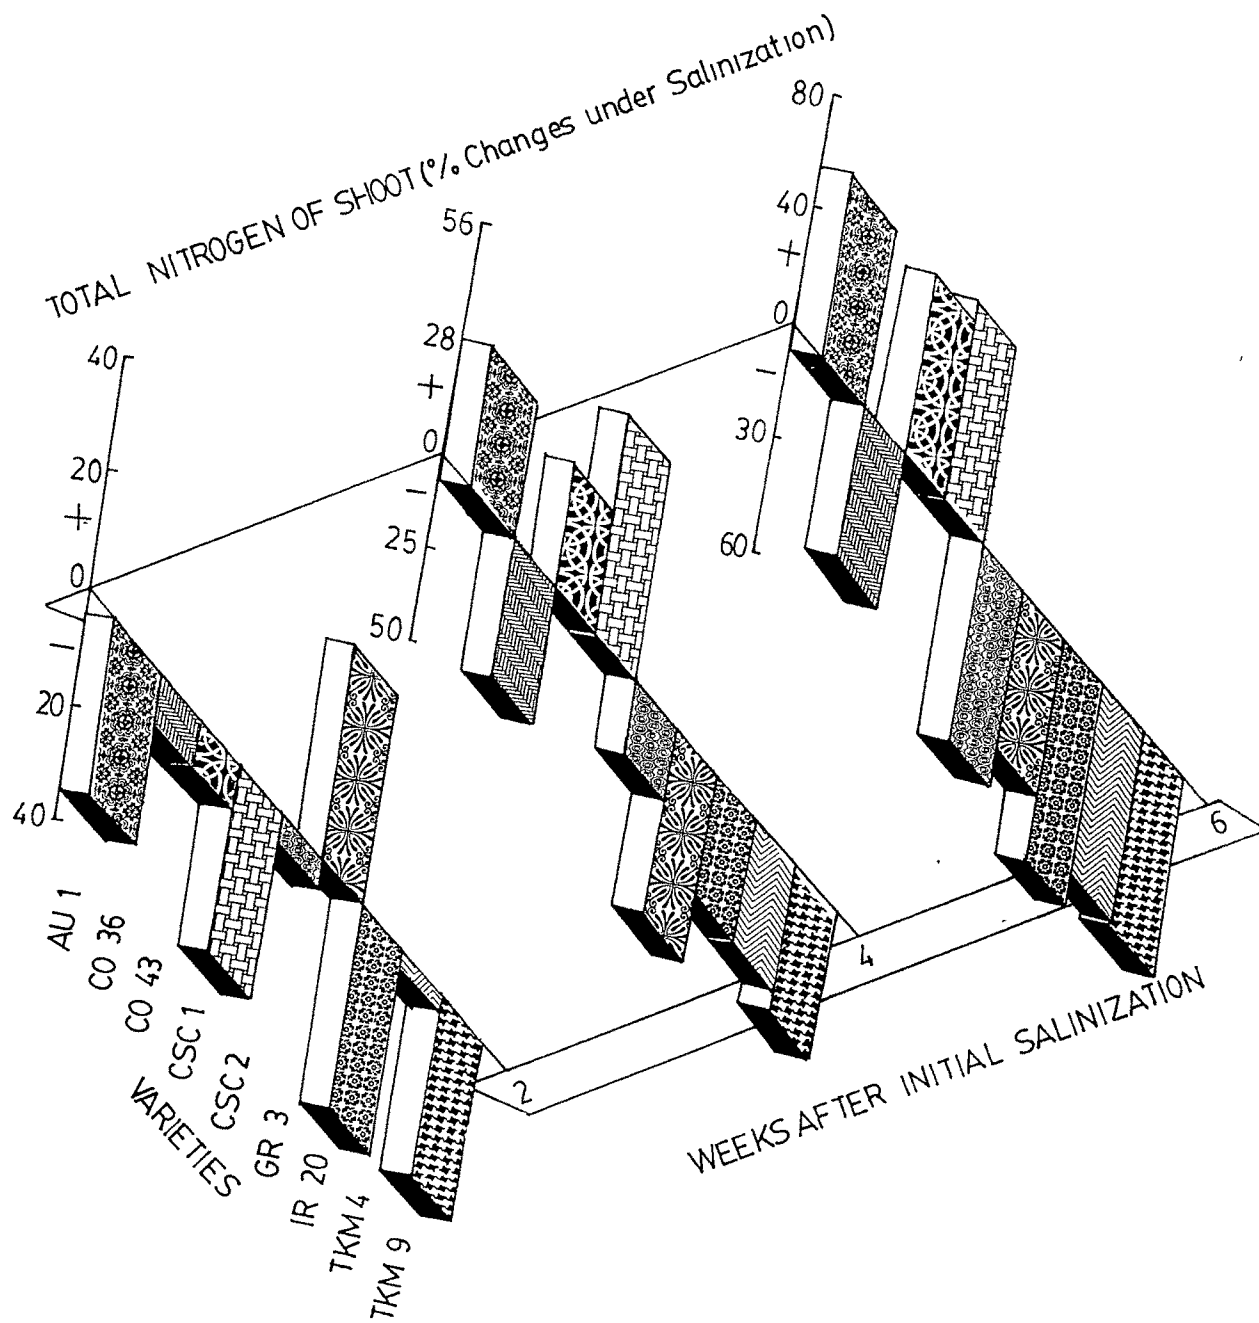 TOTAL NITROGEN OF SHOOT (% Changes under Salinization)
80
40
+
0
−
30
60
56
28
+
0
−
25
50
40
20
+
0
−
20
40
AU 1
CO 36
CO 43
CSC 1
CSC 2
GR 3
IR 20
TKM 4
TKM 9
VARIETIES
2
4
6
WEEKS AFTER INITIAL SALINIZATION